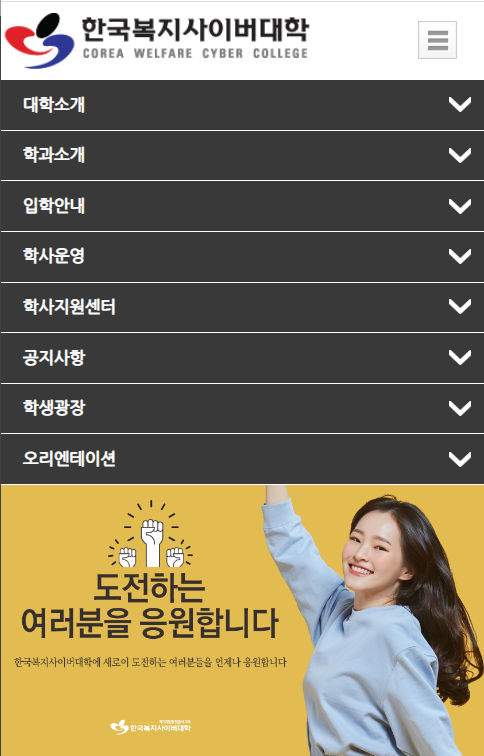 한국복지사이버대학
COREA WELFARE CYBER COLLEGE
대학소개
학과소개
입학안내
학사운영
학사지원센터
공지사항
학생광장
오리엔테이션
도전하는
여러분을 응원합니다
한국복지사이버대학에 새로이 도전하는 여러분들을 언제나 응원합니다
한국복지사이버대학